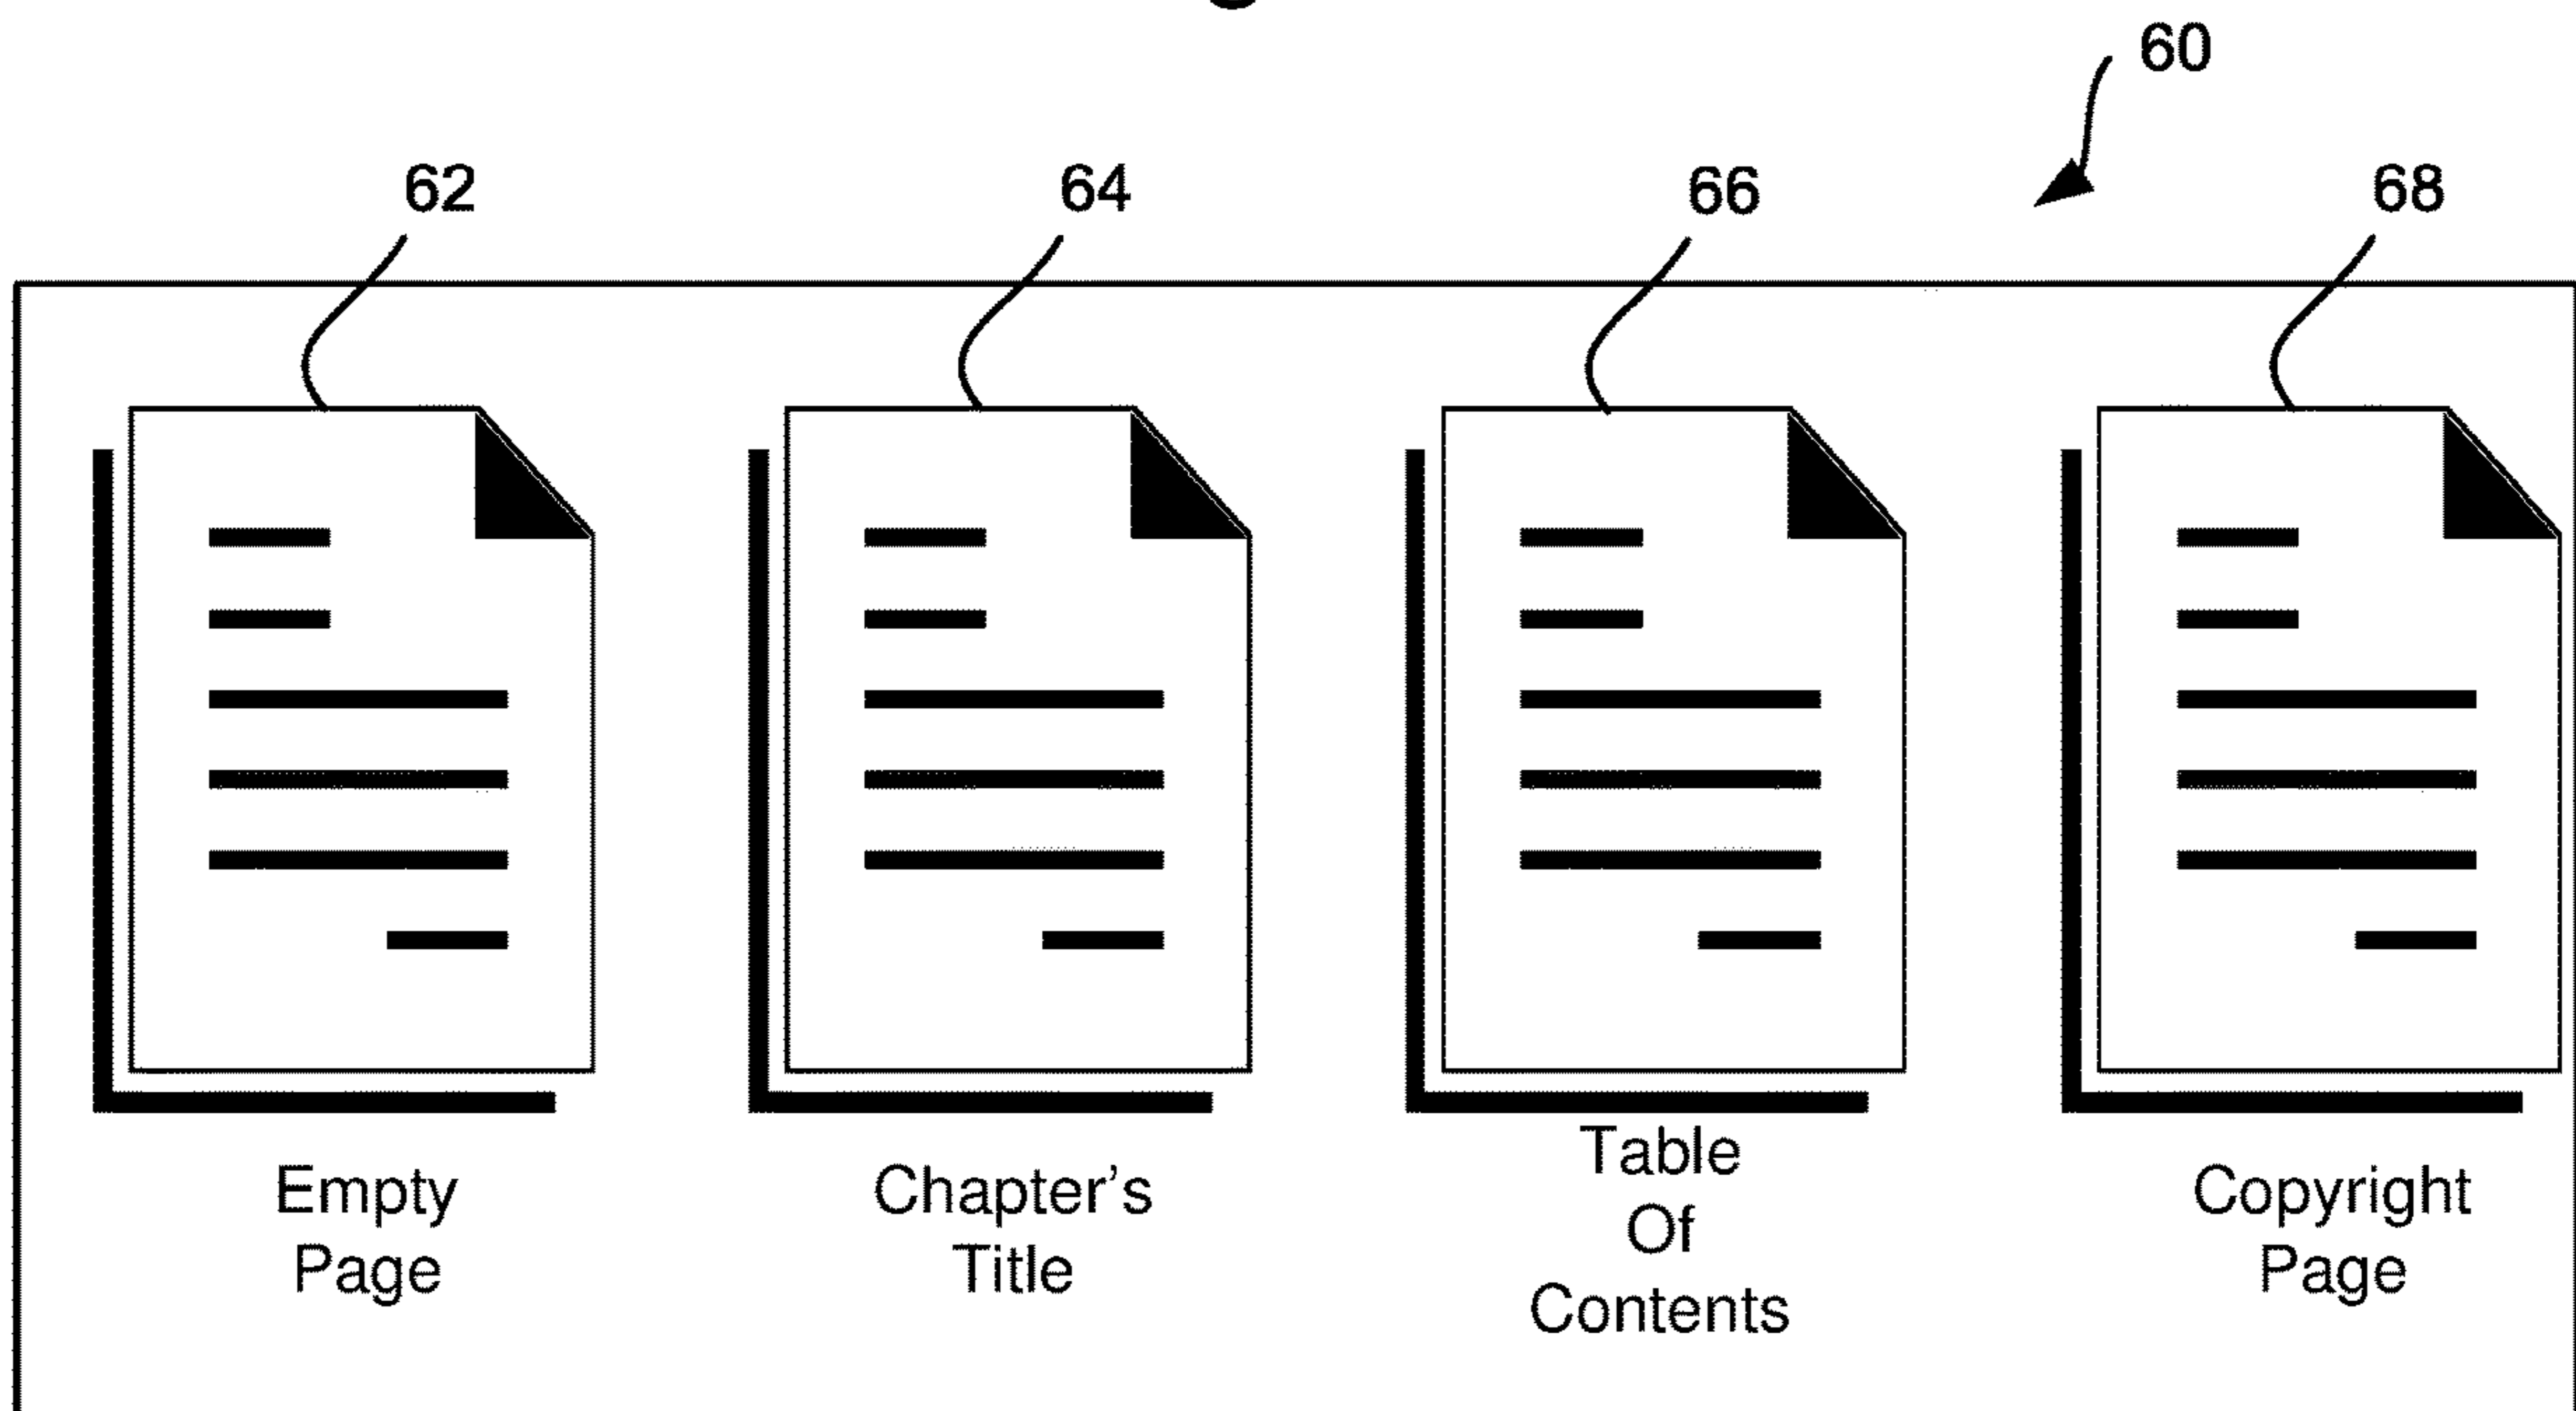 60
62
64
66
68
Empty
Page
Chapter's
Title
Table
Of
Contents
Copyright
Page